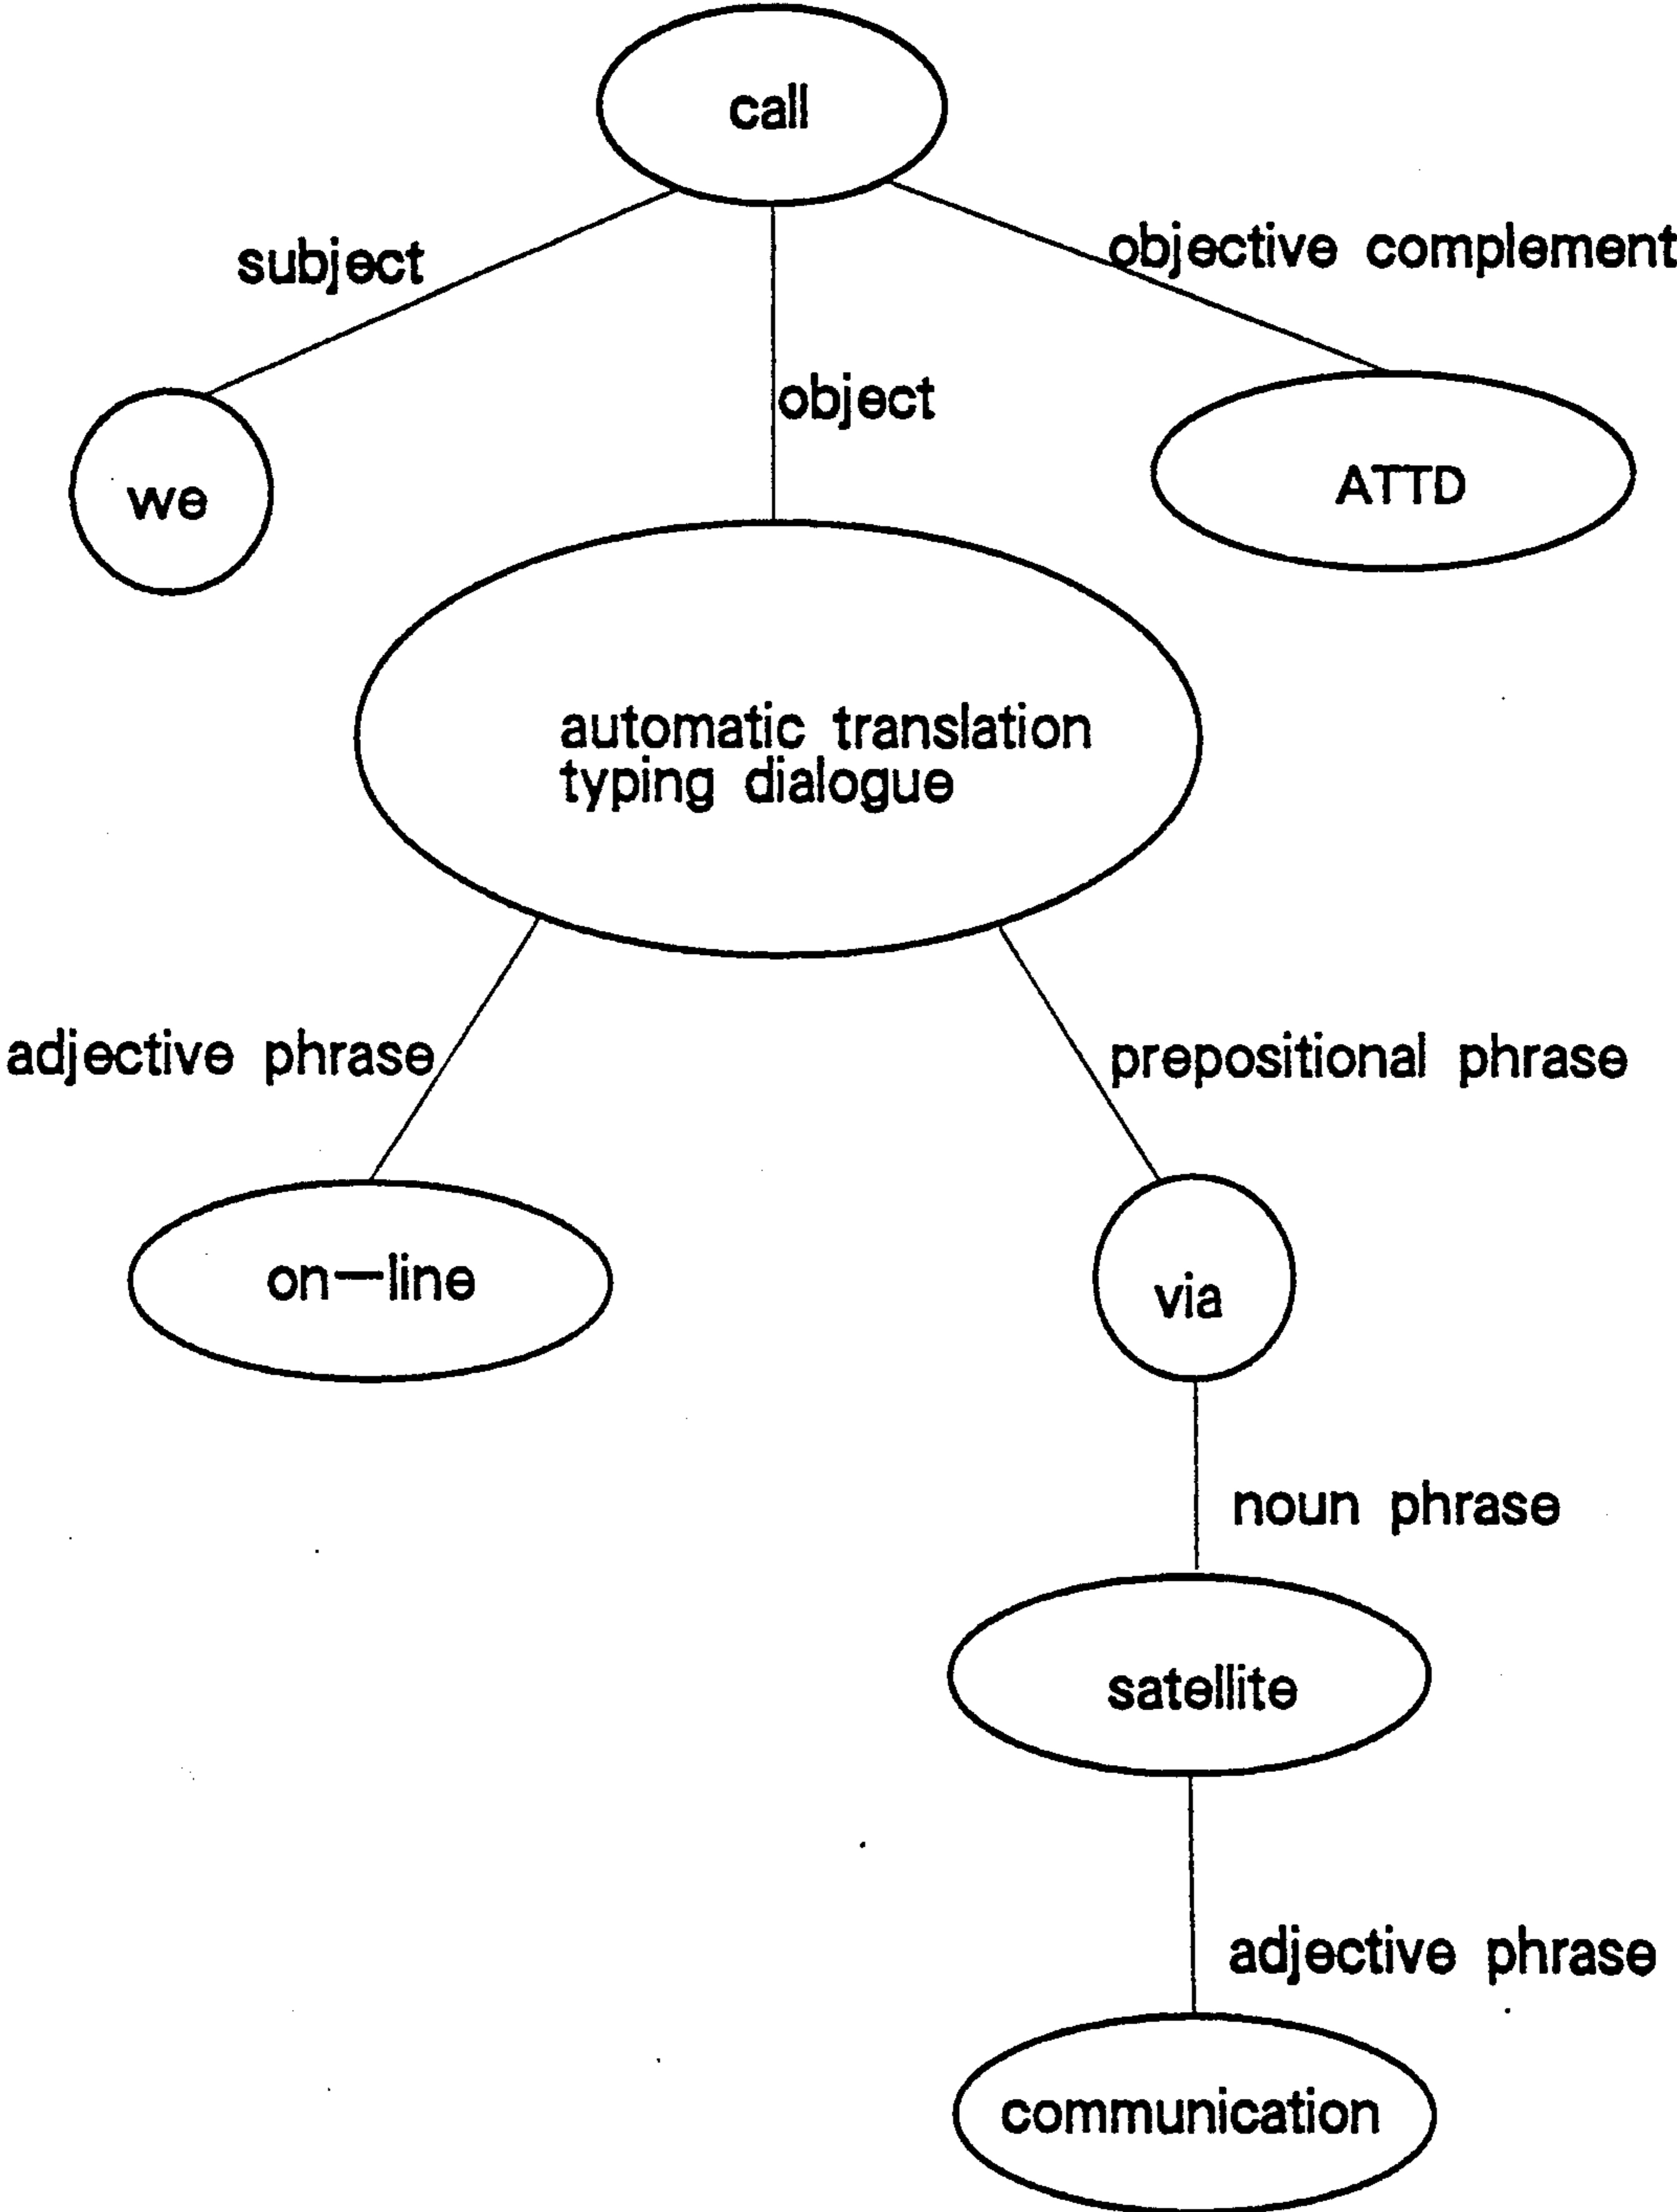 call
subject
objective complement
object
we
ATTD
automatic translation
typing dialogue
adjective phrase
prepositional phrase
on—line
via
noun phrase
satellite
adjective phrase
communication